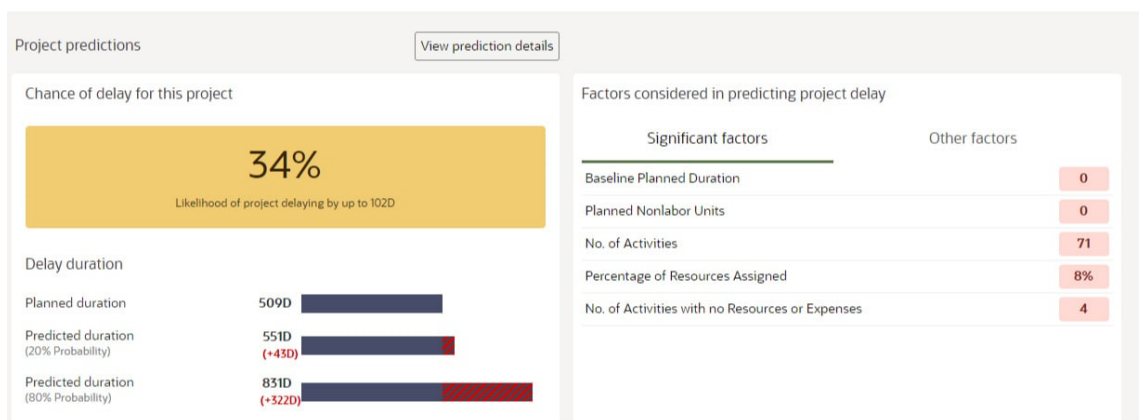 Project predictions
View prediction details
Chance of delay for this project
34%
Likelihood of project delaying by up to 102D
Delay duration
Planned duration 509D
Predicted duration 551D
(20% Probability) (+43D)
Predicted duration 831D
(80% Probability) (+322D)
Factors considered in predicting project delay
Significant factors Other factors
Baseline Planned Duration 0
Planned Nonlabor Units 0
No. of Activities 71
Percentage of Resources Assigned 8%
No. of Activities with no Resources or Expenses 4